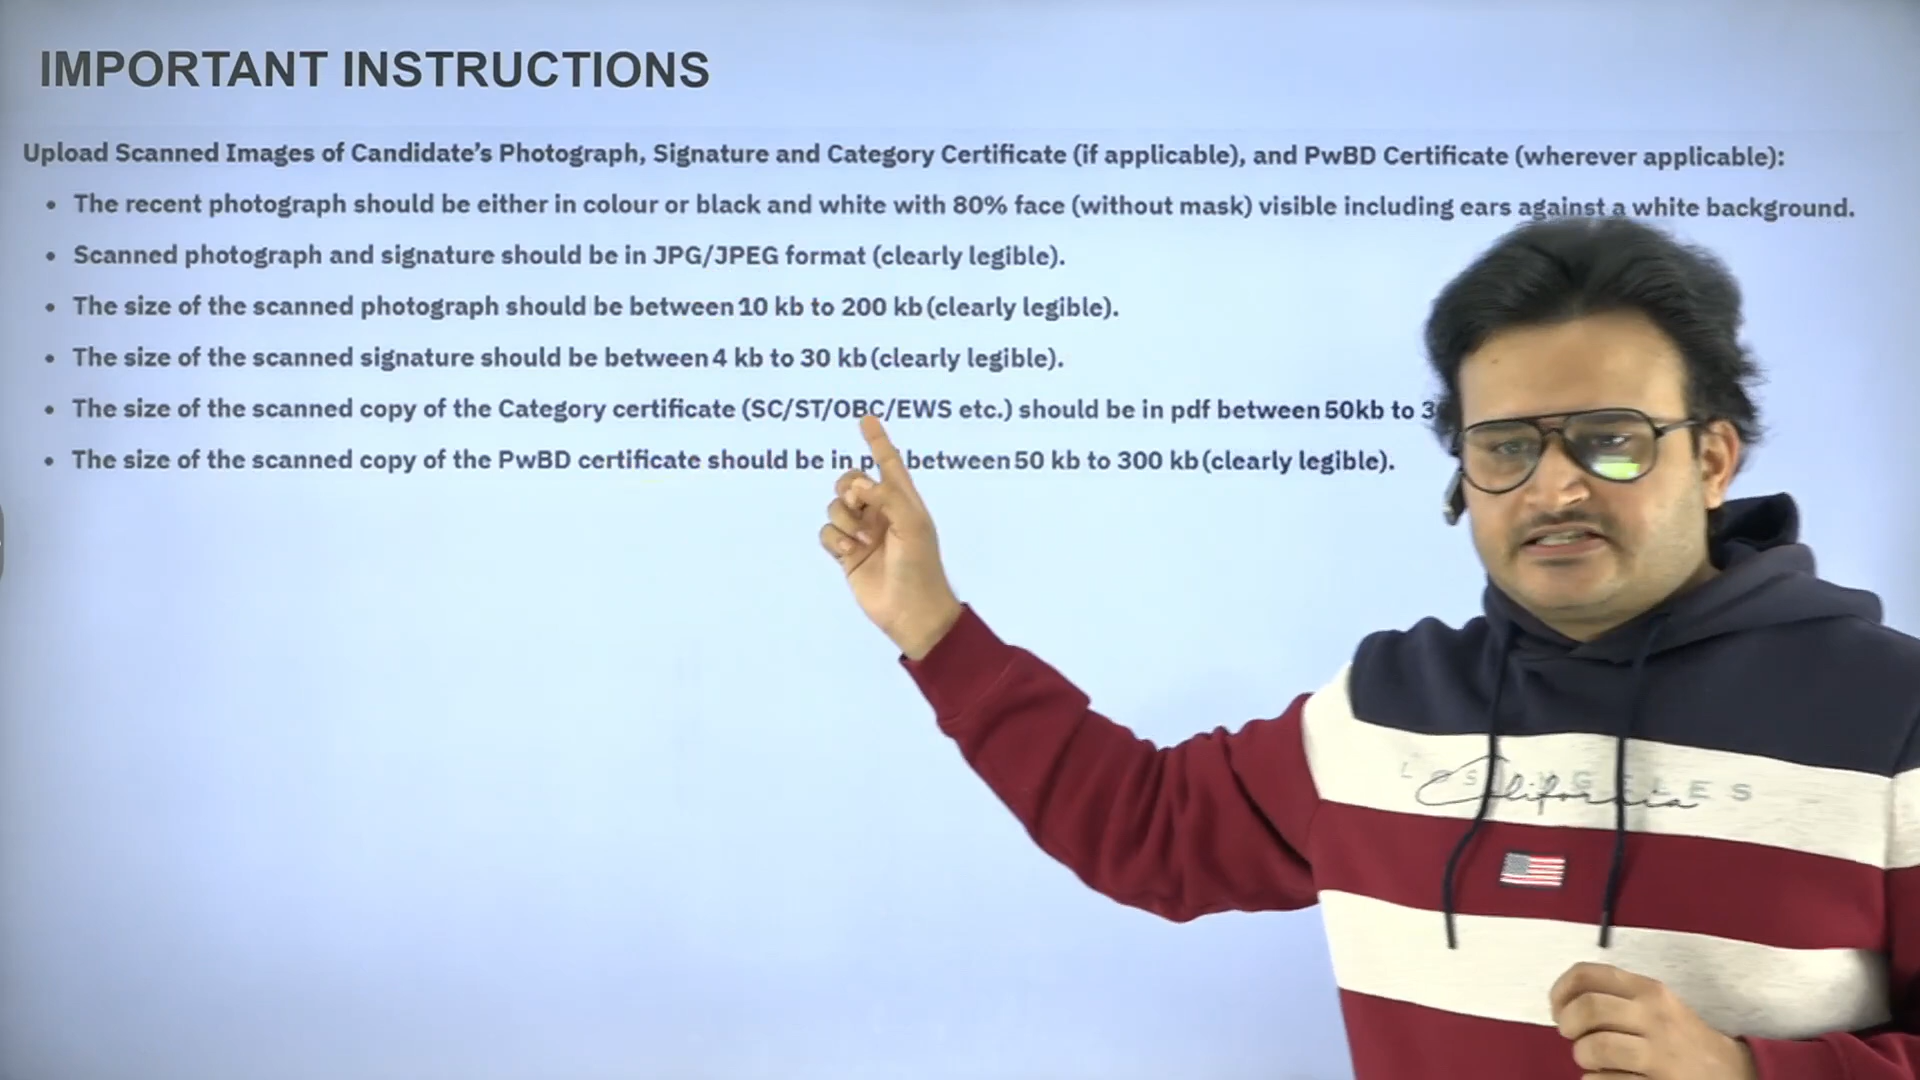 IMPORTANT INSTRUCTIONS
Upload Scanned Images of Candidate's Photograph, Signature and Category Certificate (if applicable), and PwBD Certificate (wherever applicable):
• The recent photograph should be either in colour or black and white with 80% face (without mask) visible including ears against a white background.
• Scanned photograph and signature should be in JPG/JPEG format (clearly legible).
• The size of the scanned photograph should be between 10 kb to 200 kb (clearly legible).
• The size of the scanned signature should be between 4 kb to 30 kb (clearly legible).
• The size of the scanned copy of the Category certificate (SC/ST/OBC/EWS etc.) should be in pdf between 50kb to
• The size of the scanned copy of the PwBD certificate should be in between 50 kb to 300 kb (clearly legible).
California